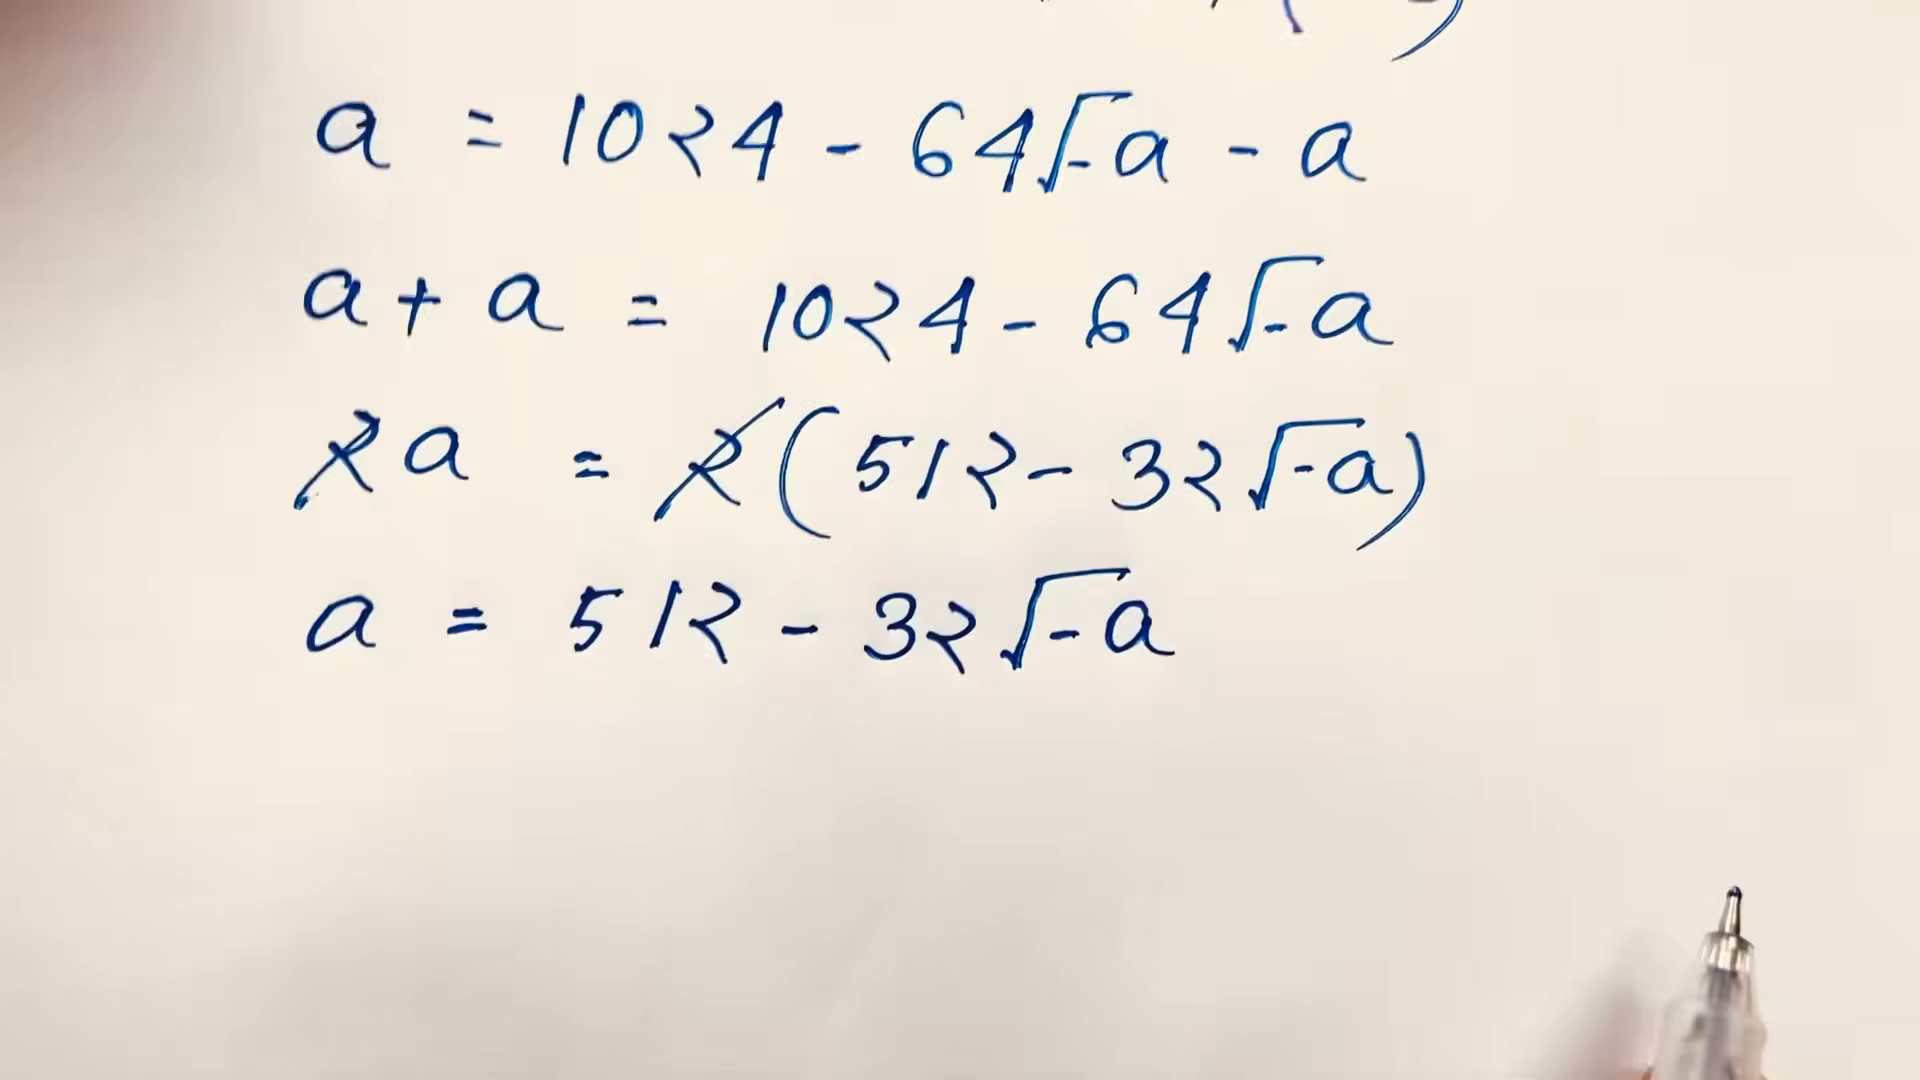 a = 1024 - 64√-a - a
a + a = 1024 - 64√-a
2a = 2(512 - 32√-a)
a = 512 - 32√-a